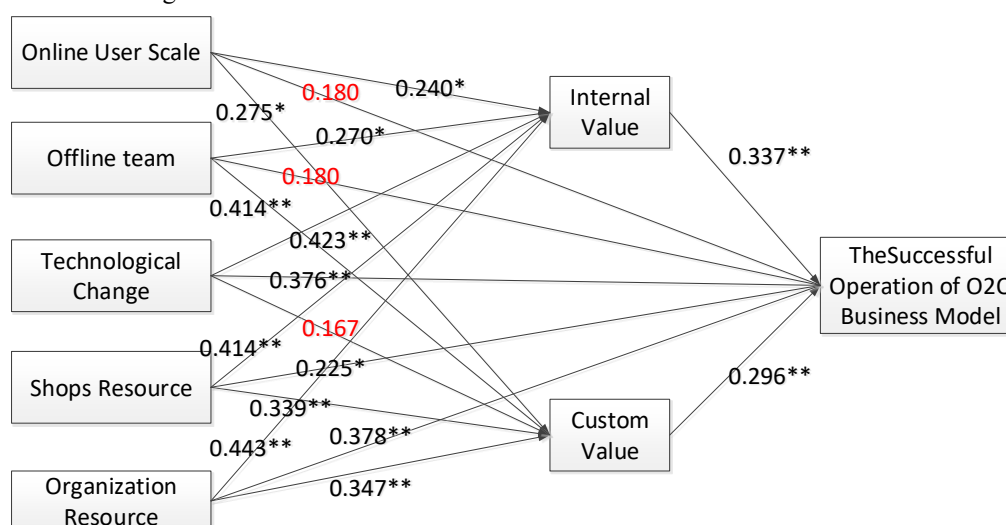 Online User Scale
0.240*
0.180
0.275*
Internal
Value
0.270*
Offline team
0.337**
0.180
0.414**
0.423**
TheSuccessful
Operation of O2O
Business Model
Technological
Change
0.376**
0.167
0.414**
0.225*
0.296**
Shops Resource
0.339**
Custom
Value
0.378**
0.443**
0.347**
Organization
Resource